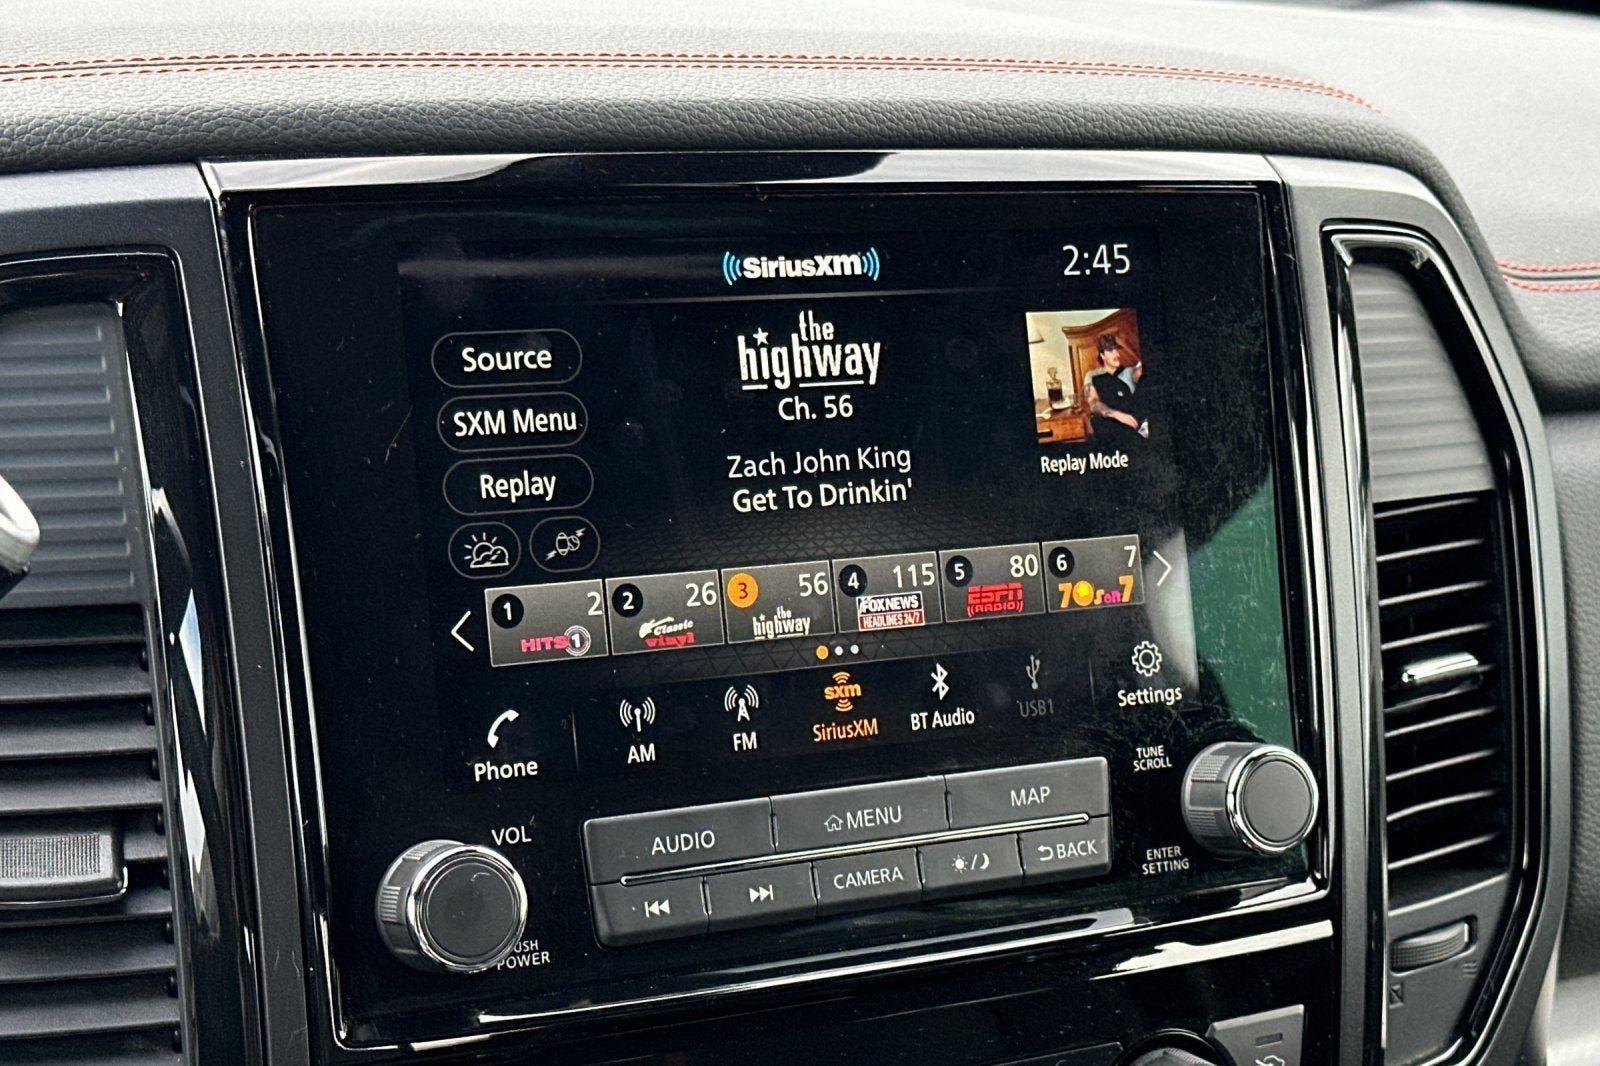 SiriusXM
2:45
Source
SXM Menu
Replay
the
highway
Ch. 56
Zach John King
Get To Drinkin'
Replay Mode
1 2
HITS 1
2 26
Classic
vinyl
3 56
the
highway
4 115
FOX NEWS
HEADLINES 24/7
5 80
ESPN
RADIO
6 7
70s on 7
Phone
AM
FM
sxm
SiriusXM
BT Audio
USB1
Settings
VOL
AUDIO
MENU
MAP
TUNE
SCROLL
CAMERA
BACK
ENTER
SETTING
POWER